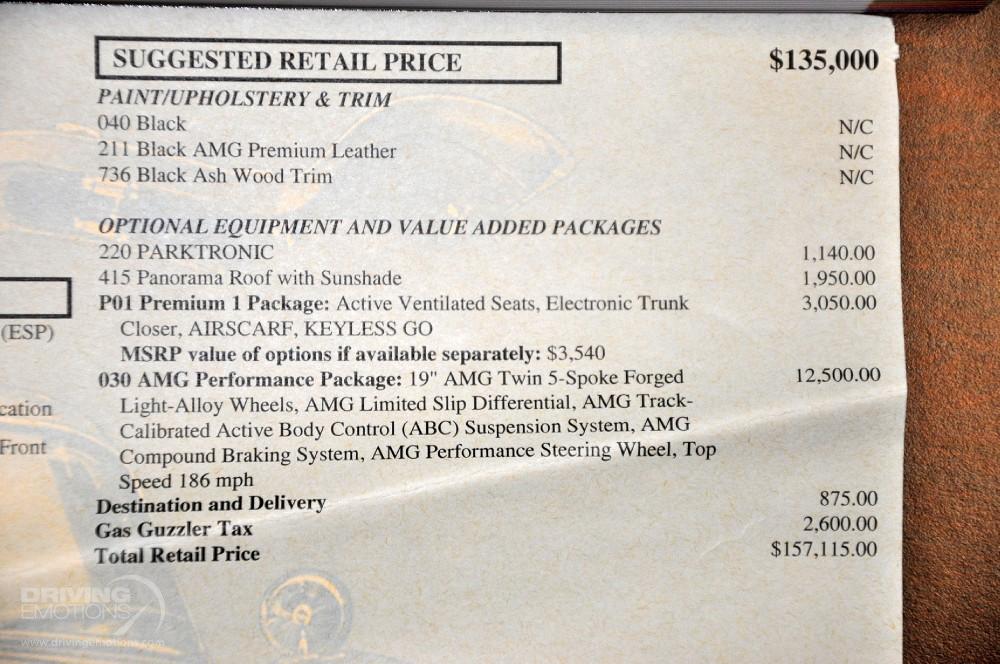 SUGGESTED RETAIL PRICE $135,000
PAINT/UPHOLSTERY & TRIM
040 Black N/C
211 Black AMG Premium Leather N/C
736 Black Ash Wood Trim N/C
OPTIONAL EQUIPMENT AND VALUE ADDED PACKAGES
220 PARKTRONIC 1,140.00
415 Panorama Roof with Sunshade 1,950.00
P01 Premium 1 Package: Active Ventilated Seats, Electronic Trunk 3,050.00
(ESP) Closer, AIRSCARF, KEYLESS GO
MSRP value of options if available separately: $3,540
030 AMG Performance Package: 19" AMG Twin 5-Spoke Forged 12,500.00
cation Light-Alloy Wheels, AMG Limited Slip Differential, AMG Track-
Calibrated Active Body Control (ABC) Suspension System, AMG
Front Compound Braking System, AMG Performance Steering Wheel, Top
Speed 186 mph
Destination and Delivery 875.00
Gas Guzzler Tax 2,600.00
Total Retail Price $157,115.00
DRIVING
EMOTIONS
www.drivingemotions.com